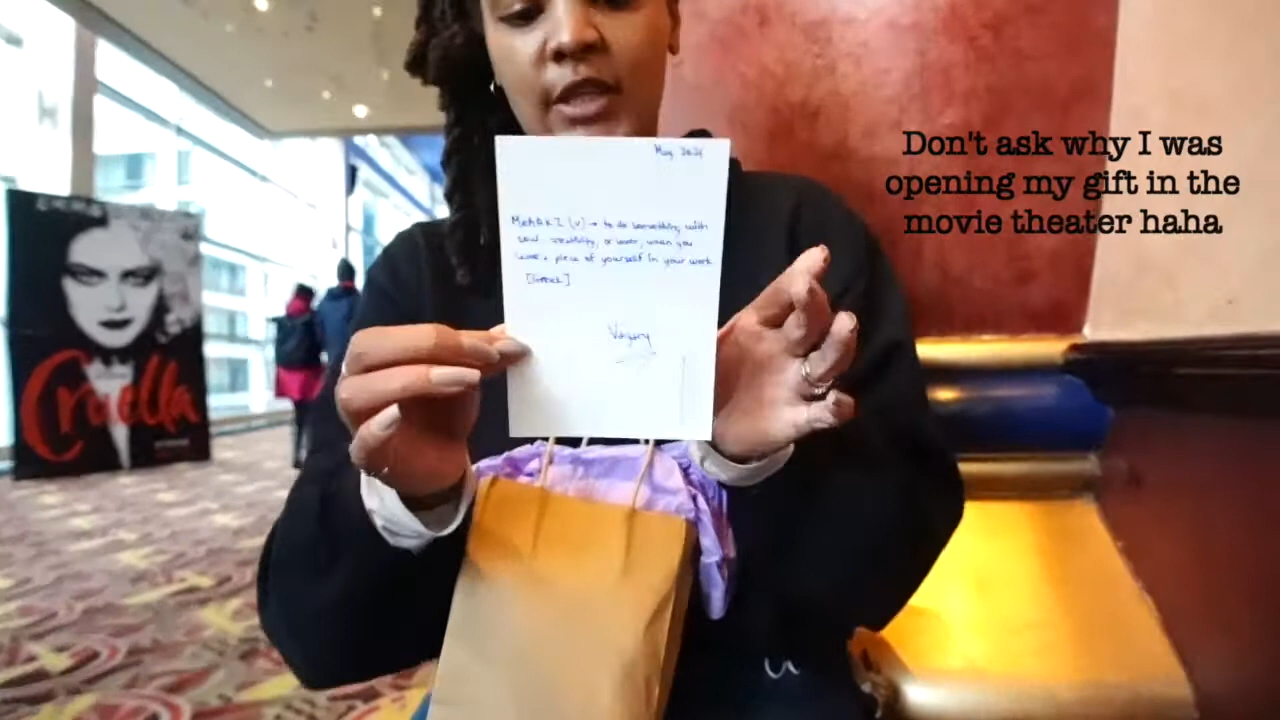 Don't ask why I was
opening my gift in the
movie theater haha
May 2021
MERAKI (v) → to do something with
soul, creativity, or love, when you
leave a piece of yourself in your work
[Greek]
Cruella